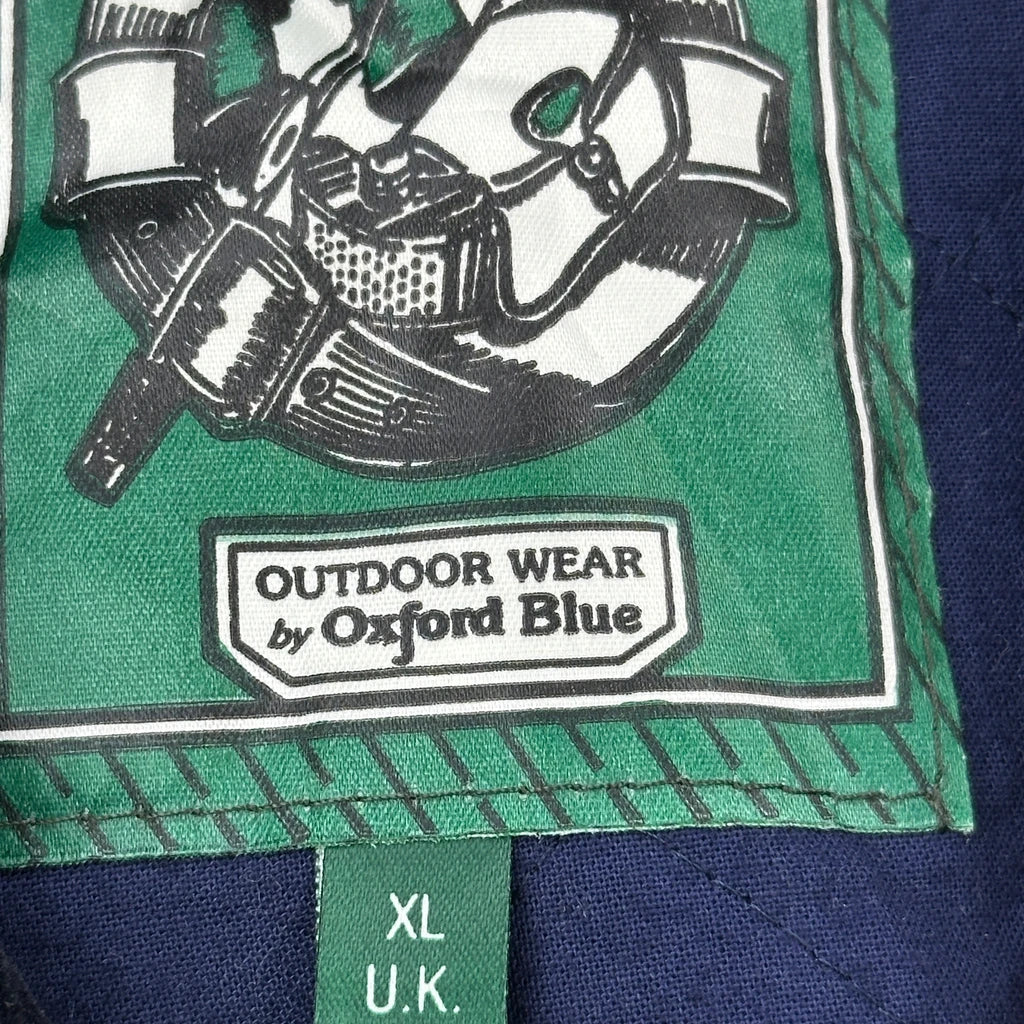 OUTDOOR WEAR
by Oxford Blue
XL
U.K.